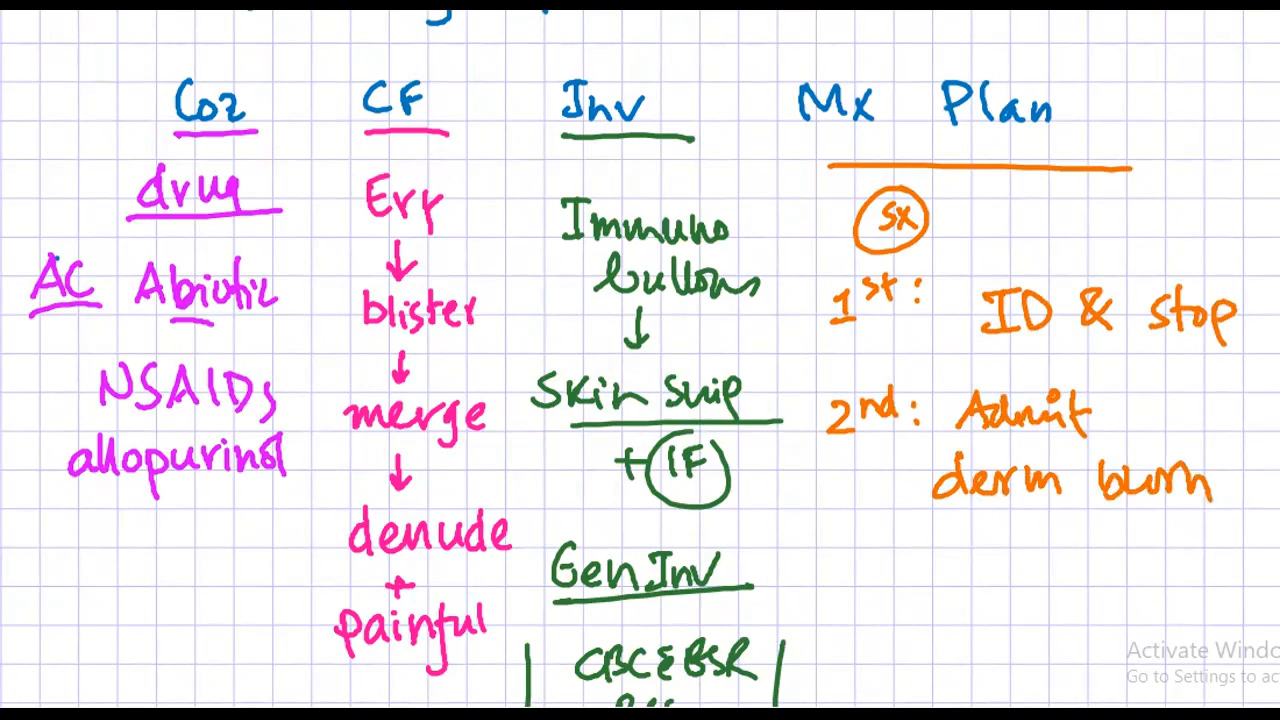 Coz CF Inv Mx Plan
drug
AC Abiotic
NSAIDs
allopurinol
Ery
↓
blister
↓
merge
↓
denude
+
painful
Immuno
bullous
↓
Skin snip
+ IF
Gen Inv
CBC & ESR
Sx
1st: ID & stop
2nd: Admit
derm burn
Activate Windo
Go to Settings to ac